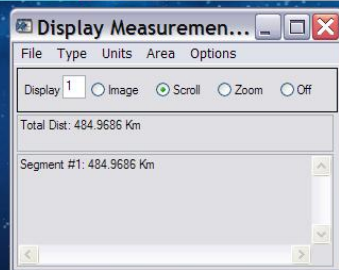 Display Measuremen...
File Type Units Area Options
Display 1 Image Scroll Zoom Off
Total Dist: 484.9686 Km
Segment #1: 484.9686 Km